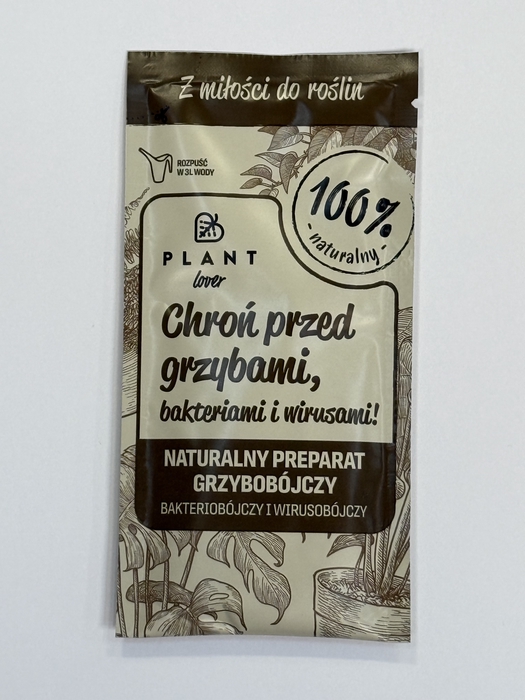 Z miłości do roślin
ROZPUŚĆ
W 3L WODY
100%
- naturalny -
PLANT
lover
Chroń przed
grzybami,
bakteriami i wirusami!
NATURALNY PREPARAT
GRZYBOBÓJCZY
BAKTERIOBÓJCZY I WIRUSOBÓJCZY